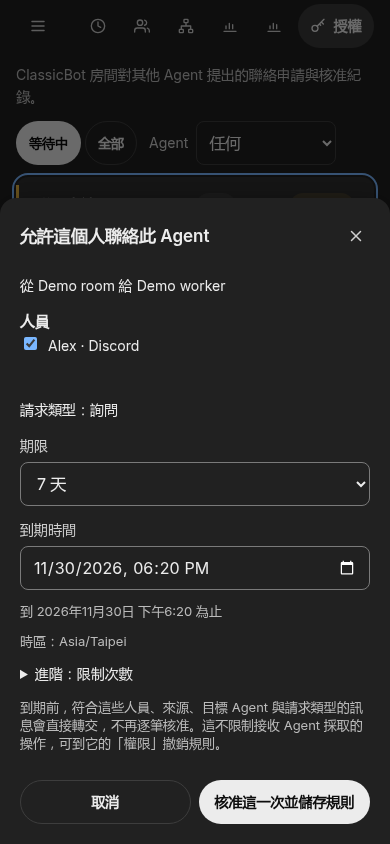 授權
ClassicBot 房間對其他 Agent 提出的聯絡申請與核准紀
錄。
等待中 全部 Agent 任何
允許這個人聯絡此 Agent
從 Demo room 給 Demo worker
人員
Alex · Discord
請求類型：詢問
期限
7 天
到期時間
11/30/2026, 06:20 PM
到 2026年11月30日 下午6:20 為止
時區：Asia/Taipei
進階：限制次數
到期前，符合這些人員、來源、目標 Agent 與請求類型的訊
息會直接轉交，不再逐筆核准。這不限制接收 Agent 採取的
操作，可到它的「權限」撤銷規則。
取消 核准這一次並儲存規則